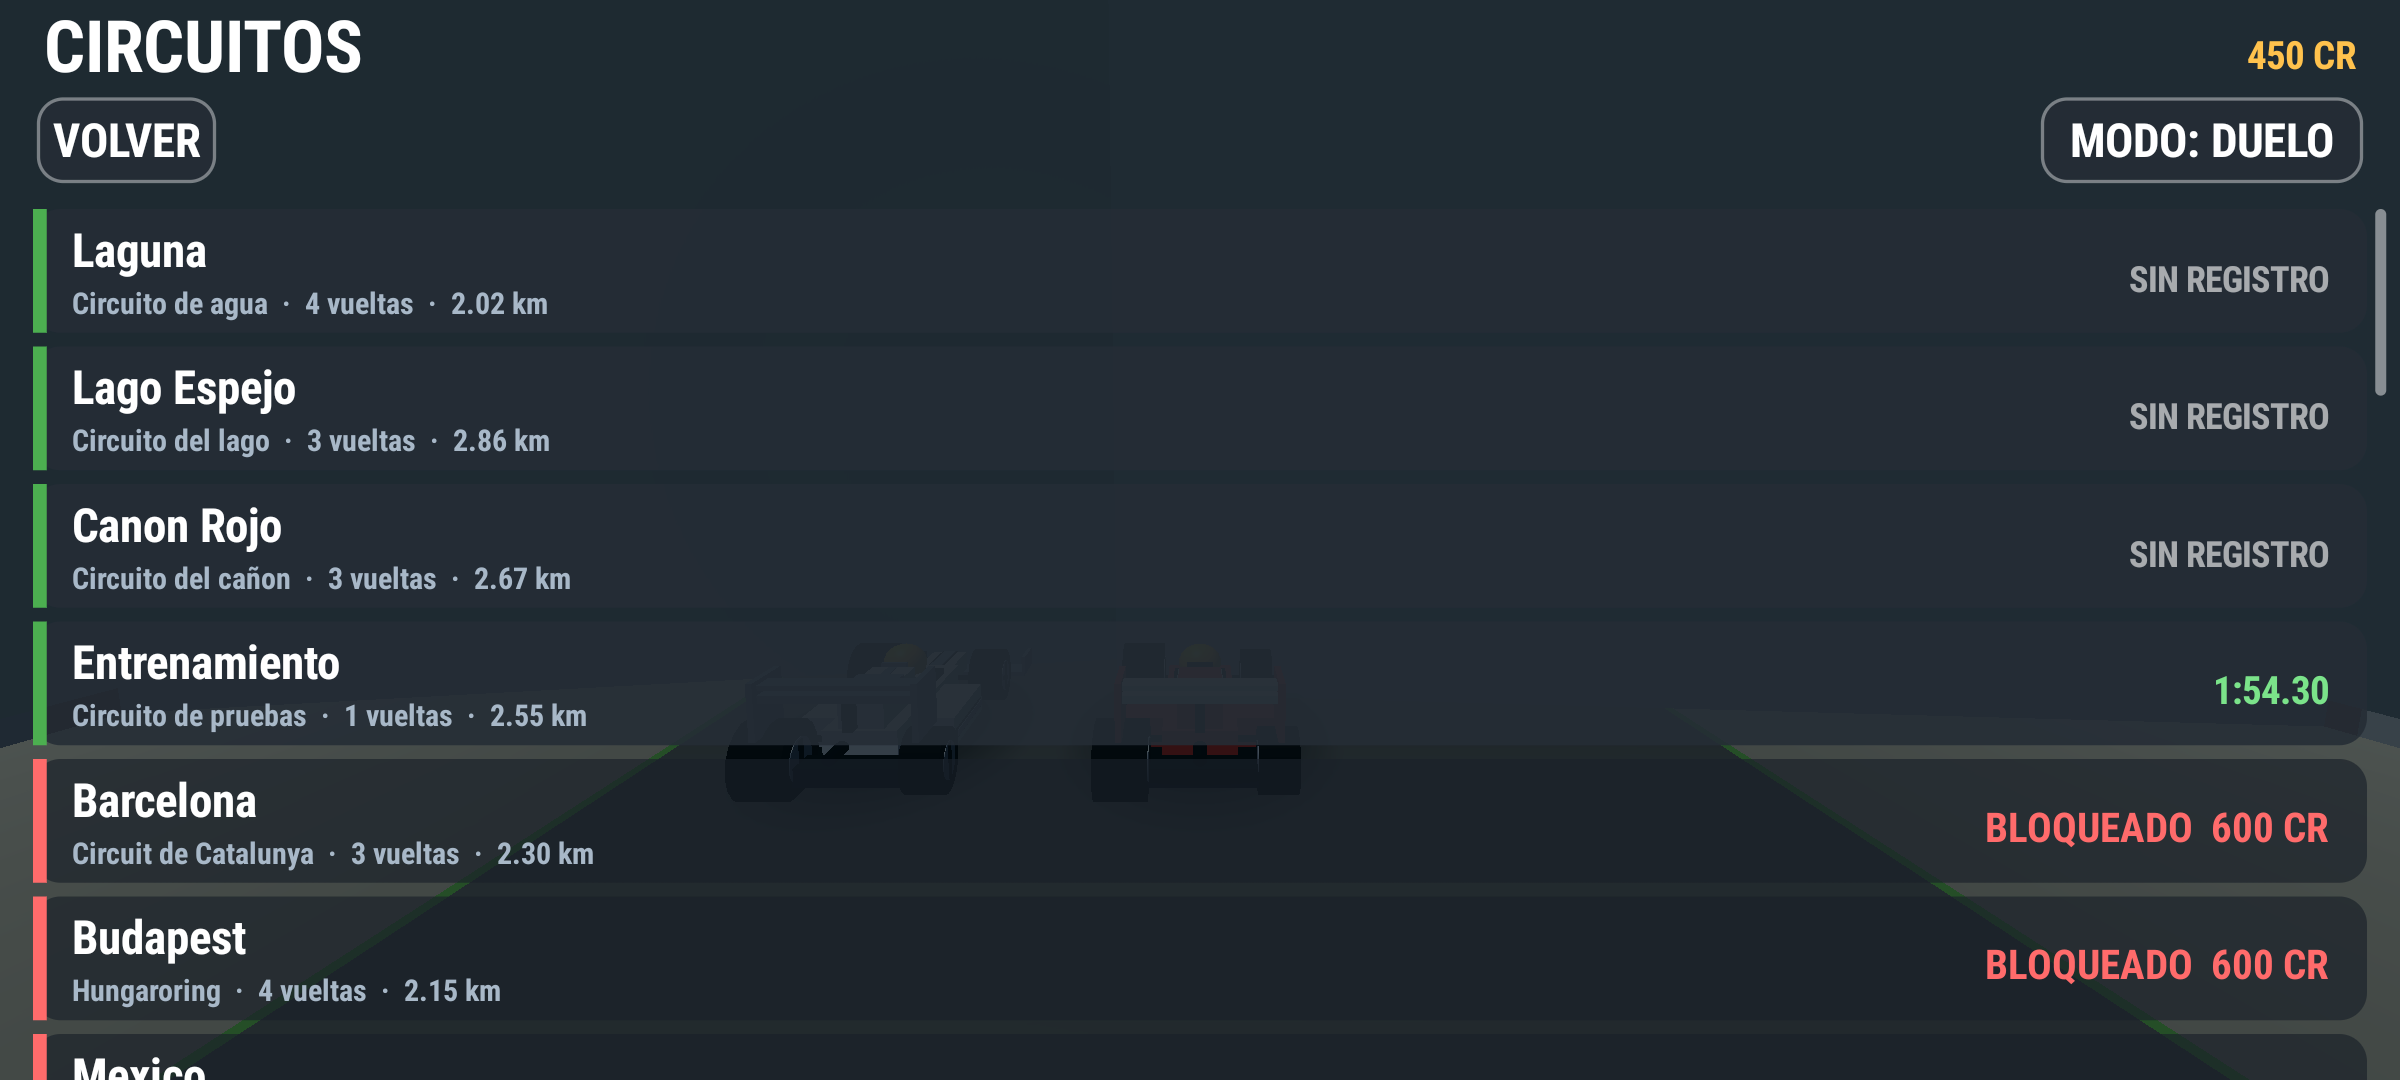 CIRCUITOS
450 CR
VOLVER
MODO: DUELO
Laguna
Circuito de agua · 4 vueltas · 2.02 km
SIN REGISTRO
Lago Espejo
Circuito del lago · 3 vueltas · 2.86 km
SIN REGISTRO
Canon Rojo
Circuito del cañon · 3 vueltas · 2.67 km
SIN REGISTRO
Entrenamiento
Circuito de pruebas · 1 vueltas · 2.55 km
1:54.30
Barcelona
Circuit de Catalunya · 3 vueltas · 2.30 km
BLOQUEADO 600 CR
Budapest
Hungaroring · 4 vueltas · 2.15 km
BLOQUEADO 600 CR
Mexico